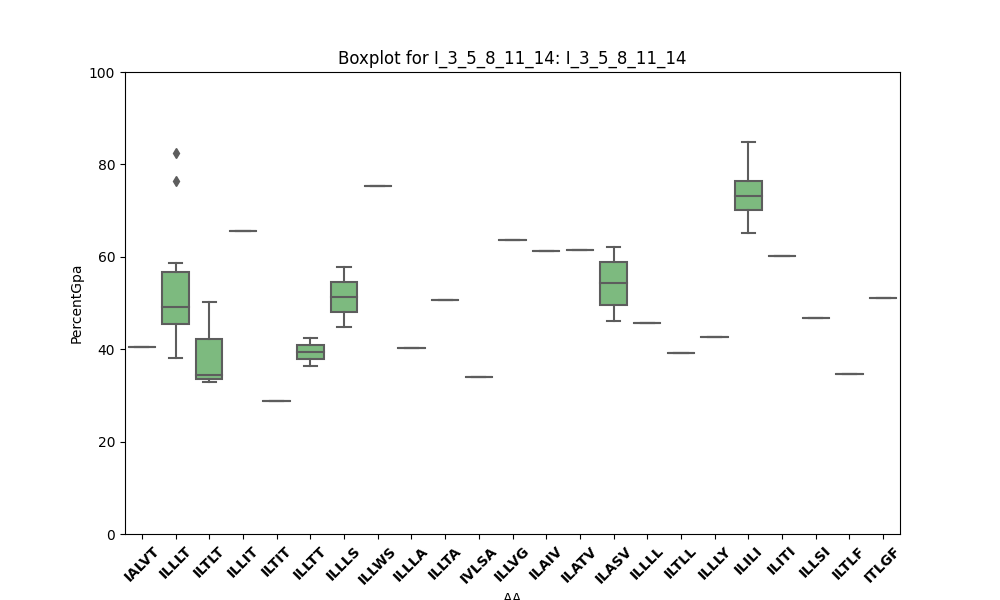 Boxplot for I_3_5_8_11_14: I_3_5_8_11_14
100
80
60
40
20
0
PercentGpa
IALVT ILLLT ILTLT ILLIT ILTIT ILLTT ILLLS ILLWS ILLLA ILLTA IVLSA ILLVG ILAIV ILATV ILASV ILLLL ILTLL ILLLY ILILI ILITI ILLSI ILTLF ITLGF
AA